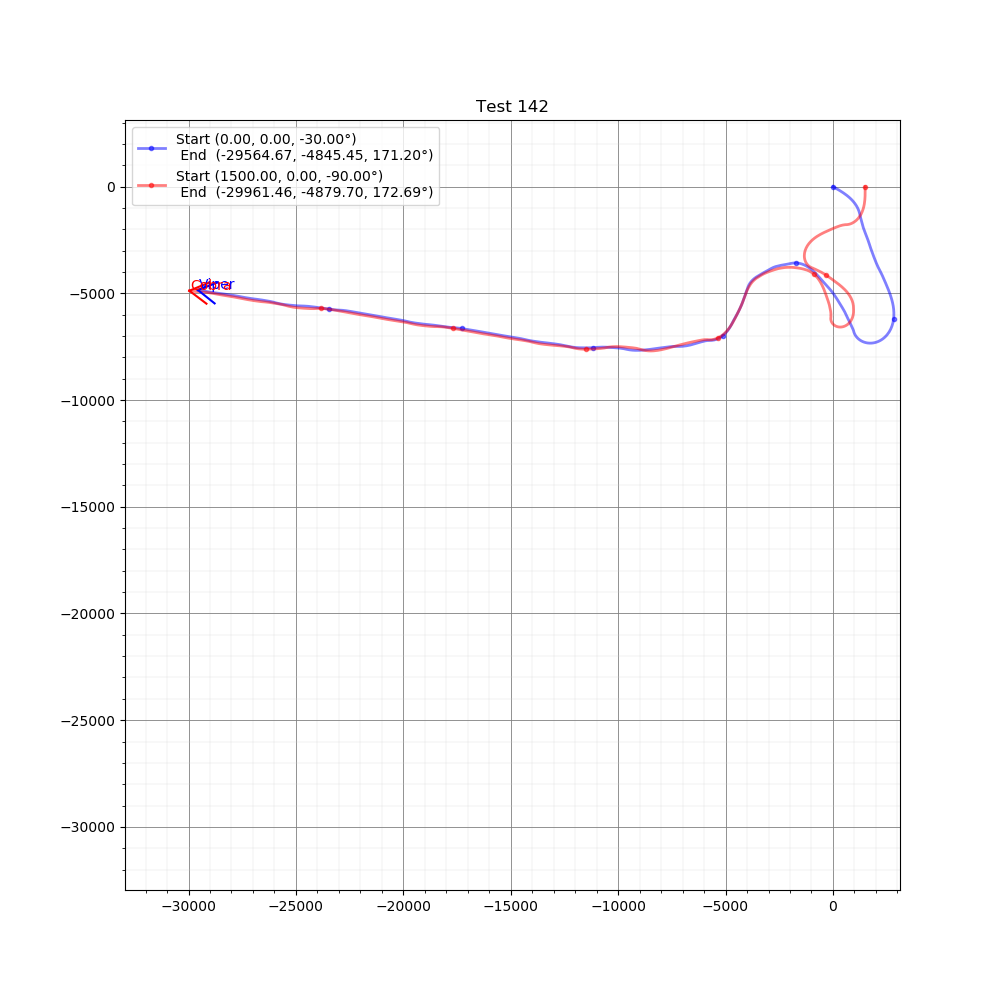 Test 142
Start (0.00, 0.00, -30.00°)
End (-29564.67, -4845.45, 171.20°)
Start (1500.00, 0.00, -90.00°)
End (-29961.46, -4879.70, 172.69°)
0
Viper
−5000
−10000
−15000
−20000
−25000
−30000
−30000 −25000 −20000 −15000 −10000 −5000 0